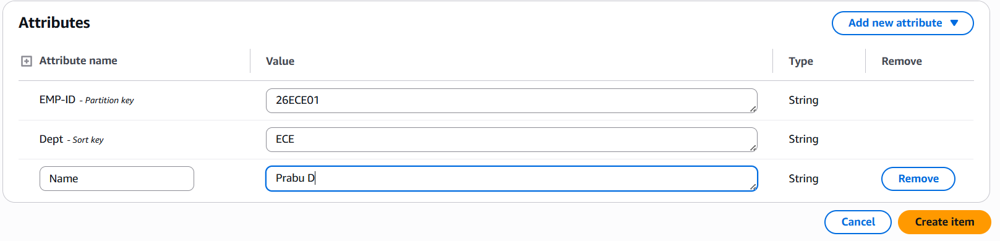 Attributes
Add new attribute
Attribute name Value Type Remove
EMP-ID - Partition key 26ECE01 String
Dept - Sort key ECE String
Name Prabu D String Remove
Cancel Create item